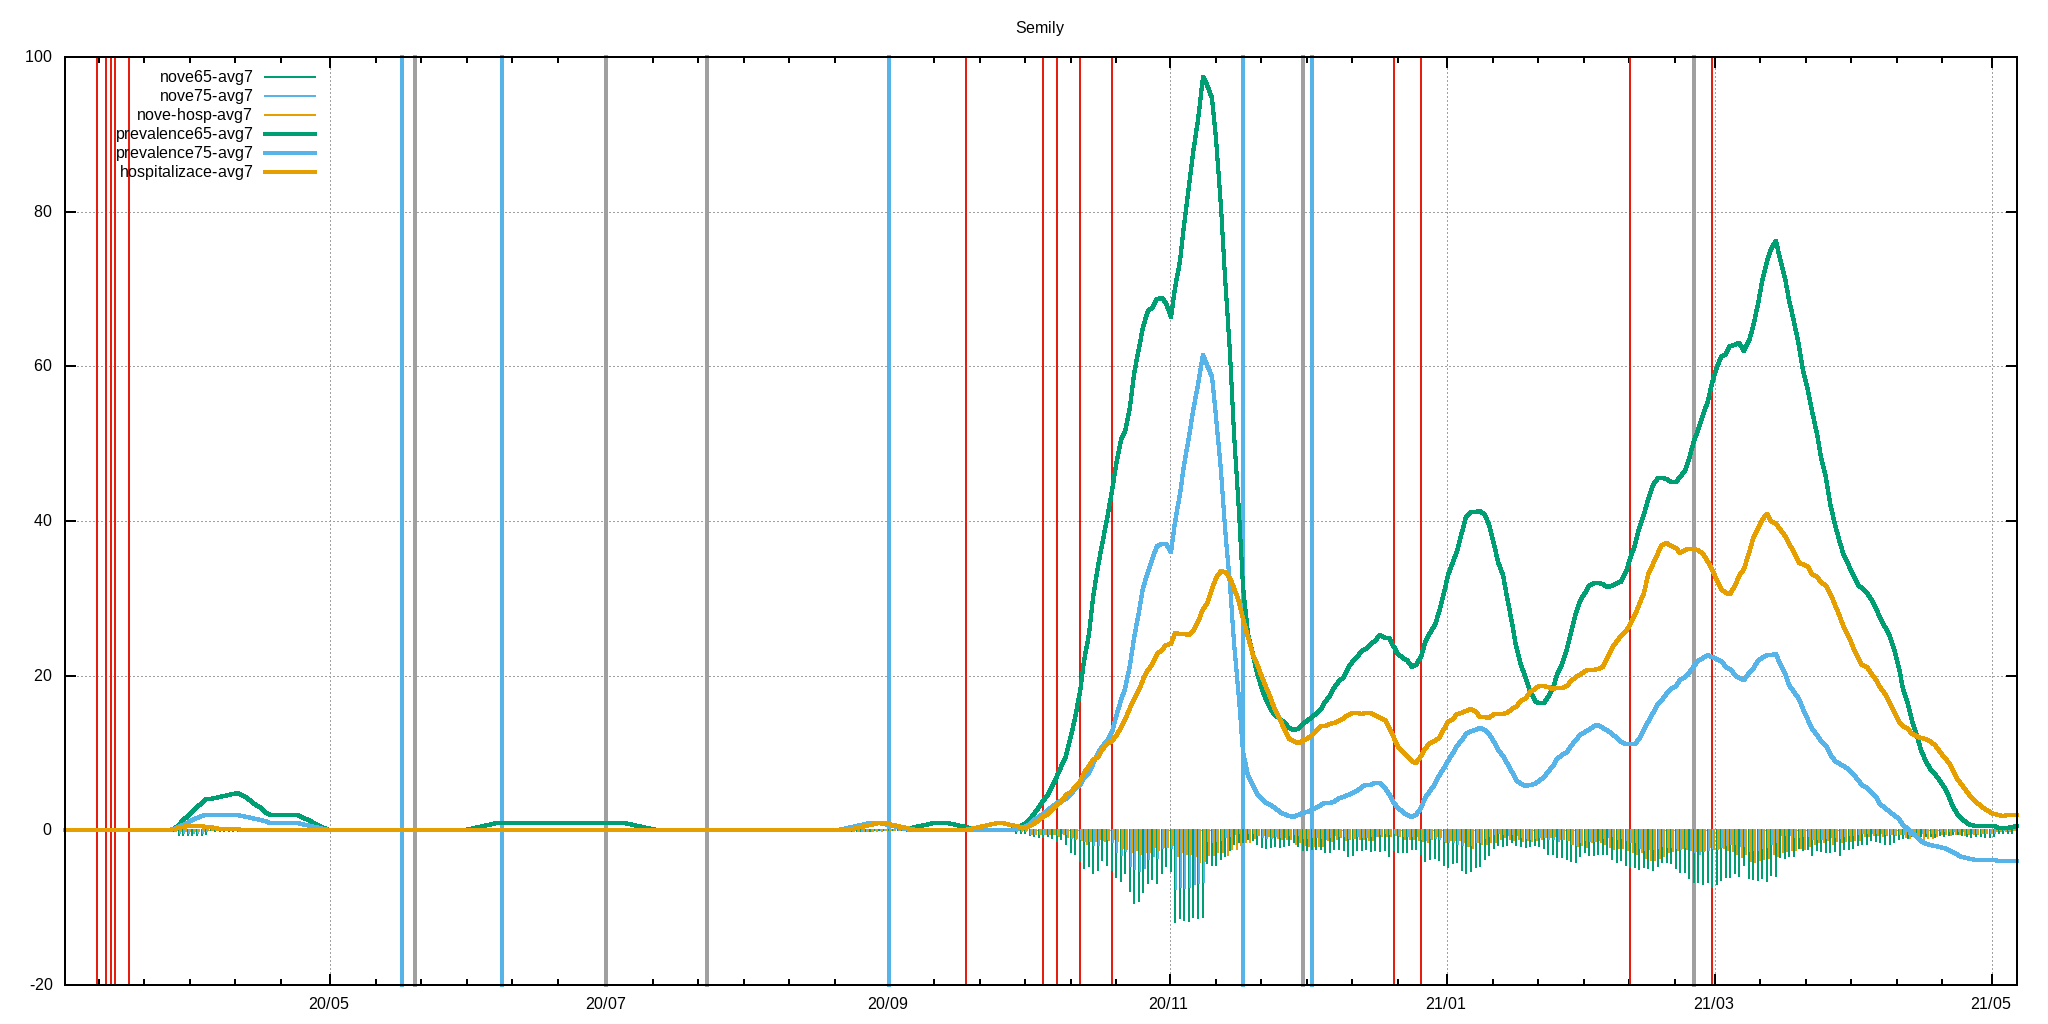 Semily
100
nove65-avg7
nove75-avg7
nove-hosp-avg7
prevalence65-avg7
prevalence75-avg7
hospitalizace-avg7
80
60
40
20
0
-20
20/05 20/07 20/09 20/11 21/01 21/03 21/05